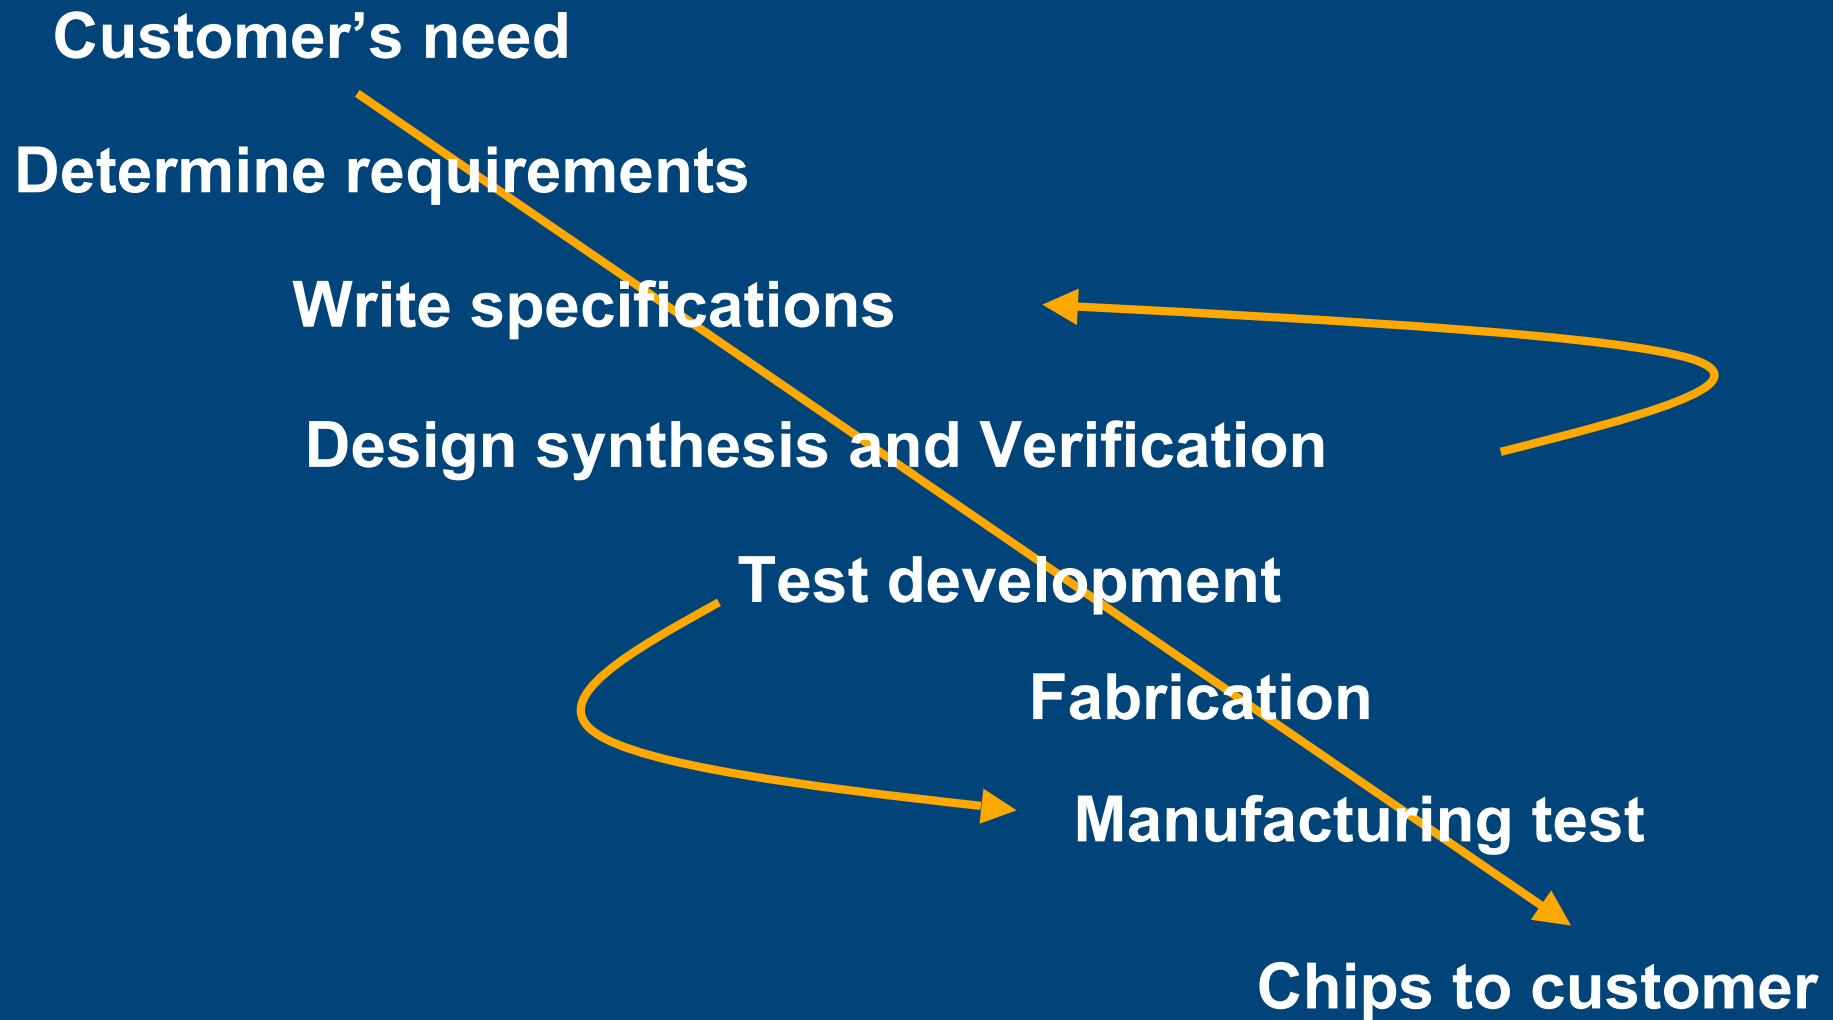 Customer’s need
Determine requirements
Write specifications
Design synthesis and Verification
Test development
Fabrication
Manufacturing test
Chips to customer